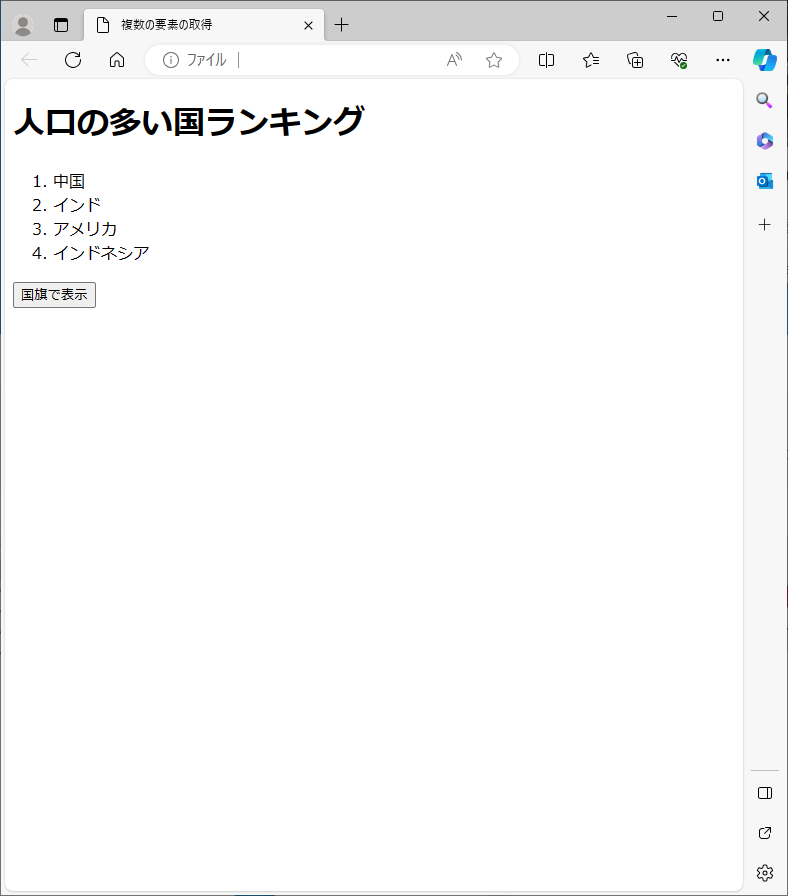 複数の要素の取得
ファイル
人口の多い国ランキング
1. 中国
2. インド
3. アメリカ
4. インドネシア
国旗で表示